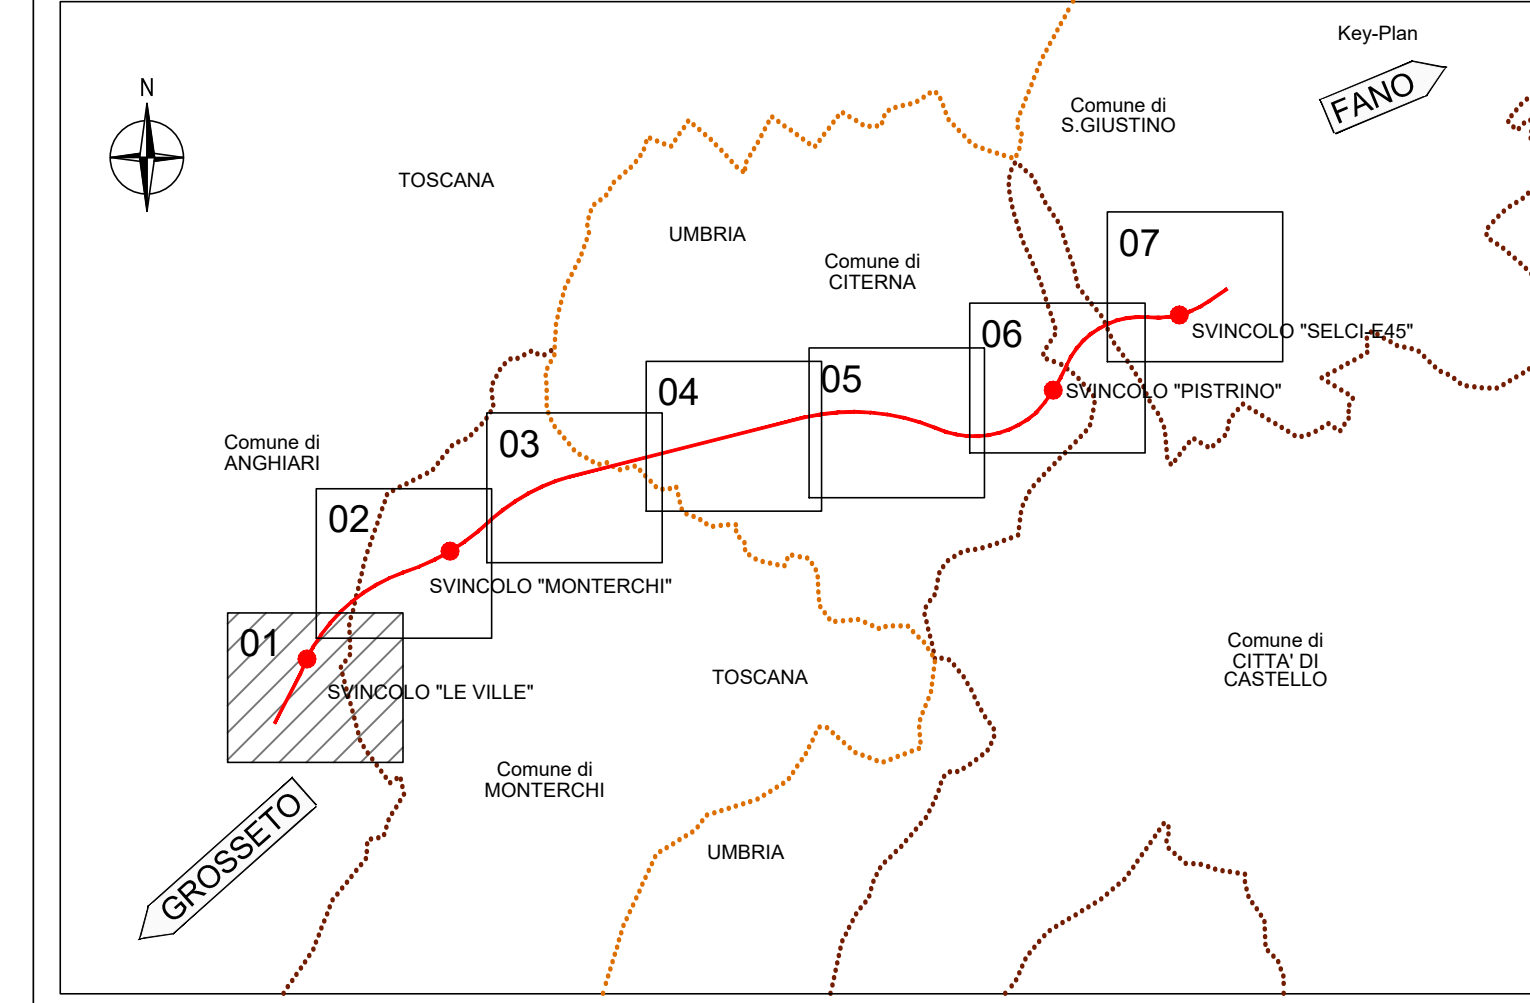 Key-Plan
N
FANO
Comune di
S.GIUSTINO
TOSCANA
UMBRIA
07
Comune di
CITERNA
06
SVINCOLO "SELCI-E45"
04
05
SVINCOLO "PISTRINO"
03
Comune di
ANGHIARI
02
SVINCOLO "MONTERCHI"
01
SVINCOLO "LE VILLE"
TOSCANA
Comune di
CITTA' DI
CASTELLO
Comune di
MONTERCHI
GROSSETO
UMBRIA